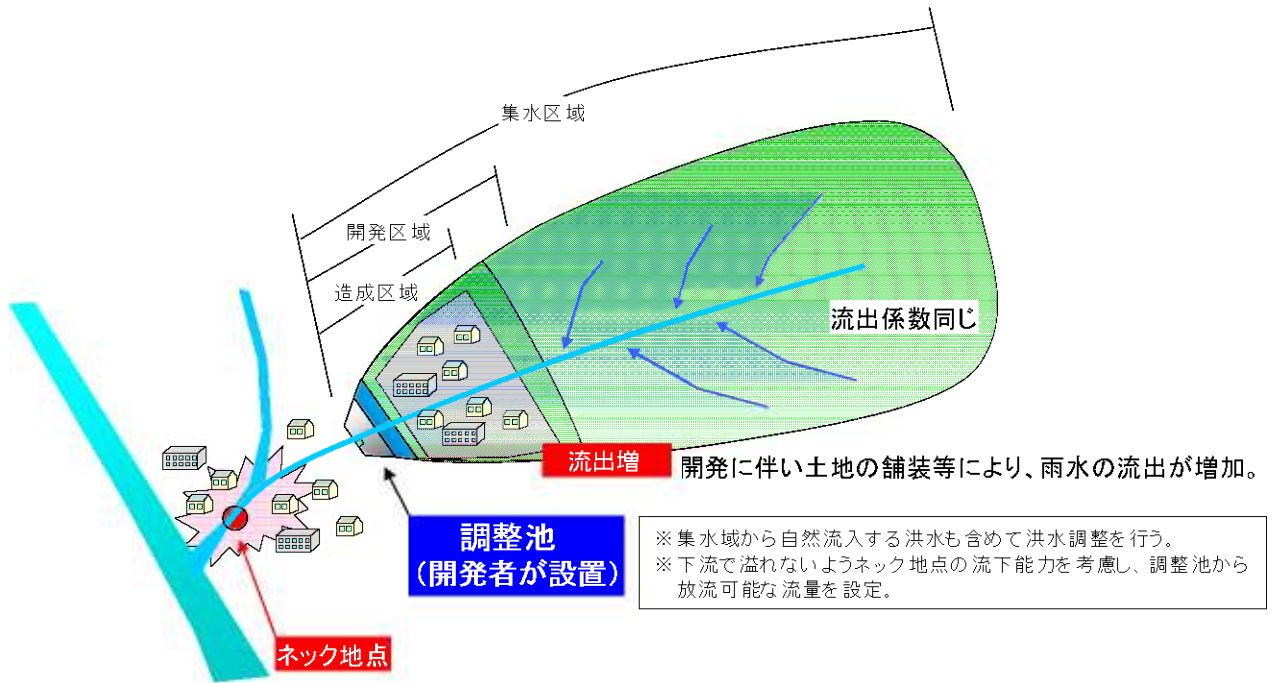 集水区域
開発区域
造成区域
流出係数同じ
流出増
開発に伴い土地の舗装等により、雨水の流出が増加。
調整池
(開発者が設置)
※集水域から自然流入する洪水も含めて洪水調整を行う。
※下流で溢れないようネック地点の流下能力を考慮し、調整池から
放流可能な流量を設定。
ネック地点